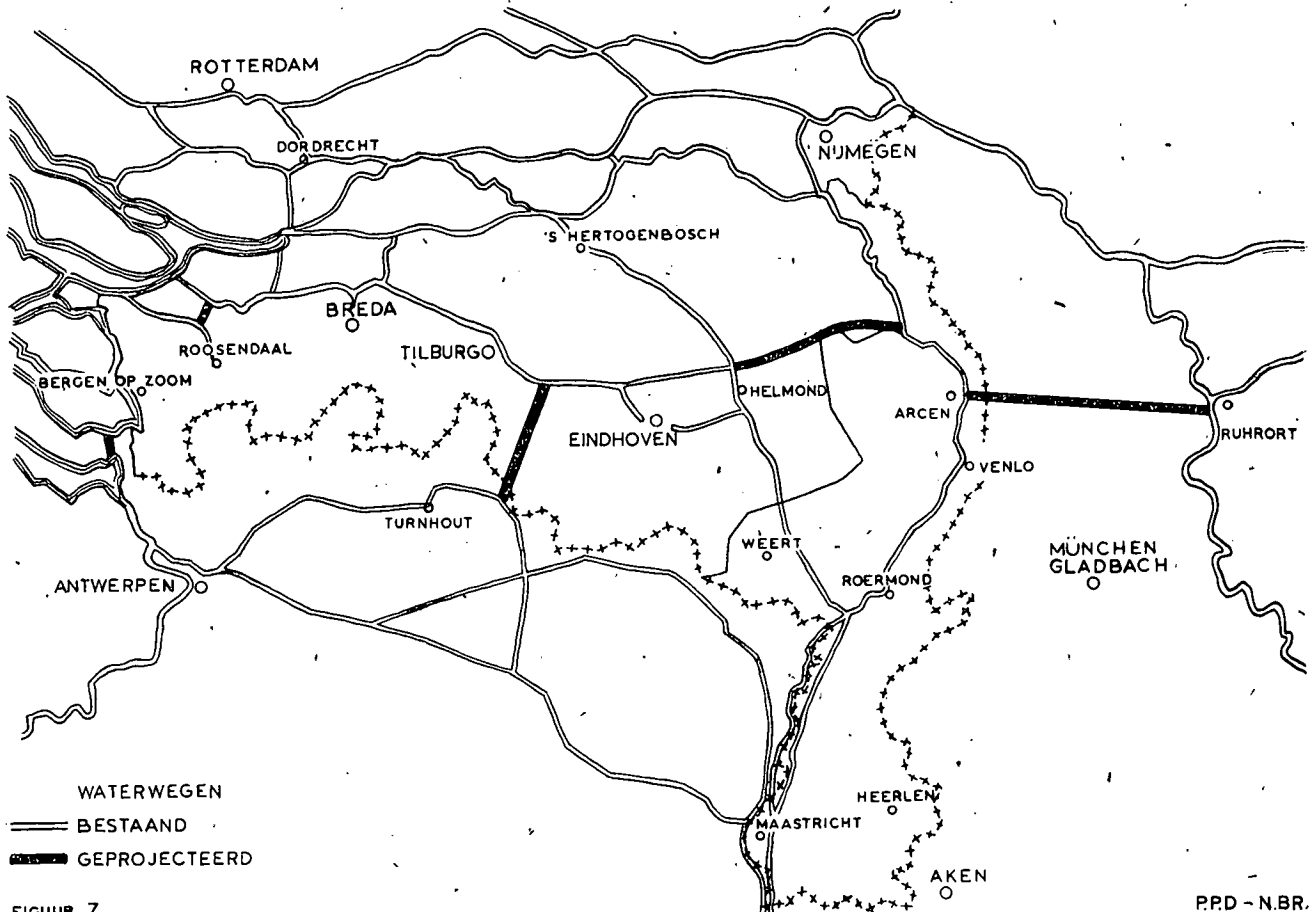 ROTTERDAM
DORDRECHT
NIJMEGEN
'S HERTOGENBOSCH
BREDA
ROOSENDAAL
TILBURG
BERGEN OP ZOOM
HELMOND
ARCEN
EINDHOVEN
RUHRORT
VENLO
TURNHOUT
WEERT
MÜNCHEN
GLADBACH
ANTWERPEN
ROERMOND
WATERWEGEN
BESTAAND
GEPROJECTEERD
HEERLEN
MAASTRICHT
AKEN
FIGUUR 7
P.P.D - N.BR.